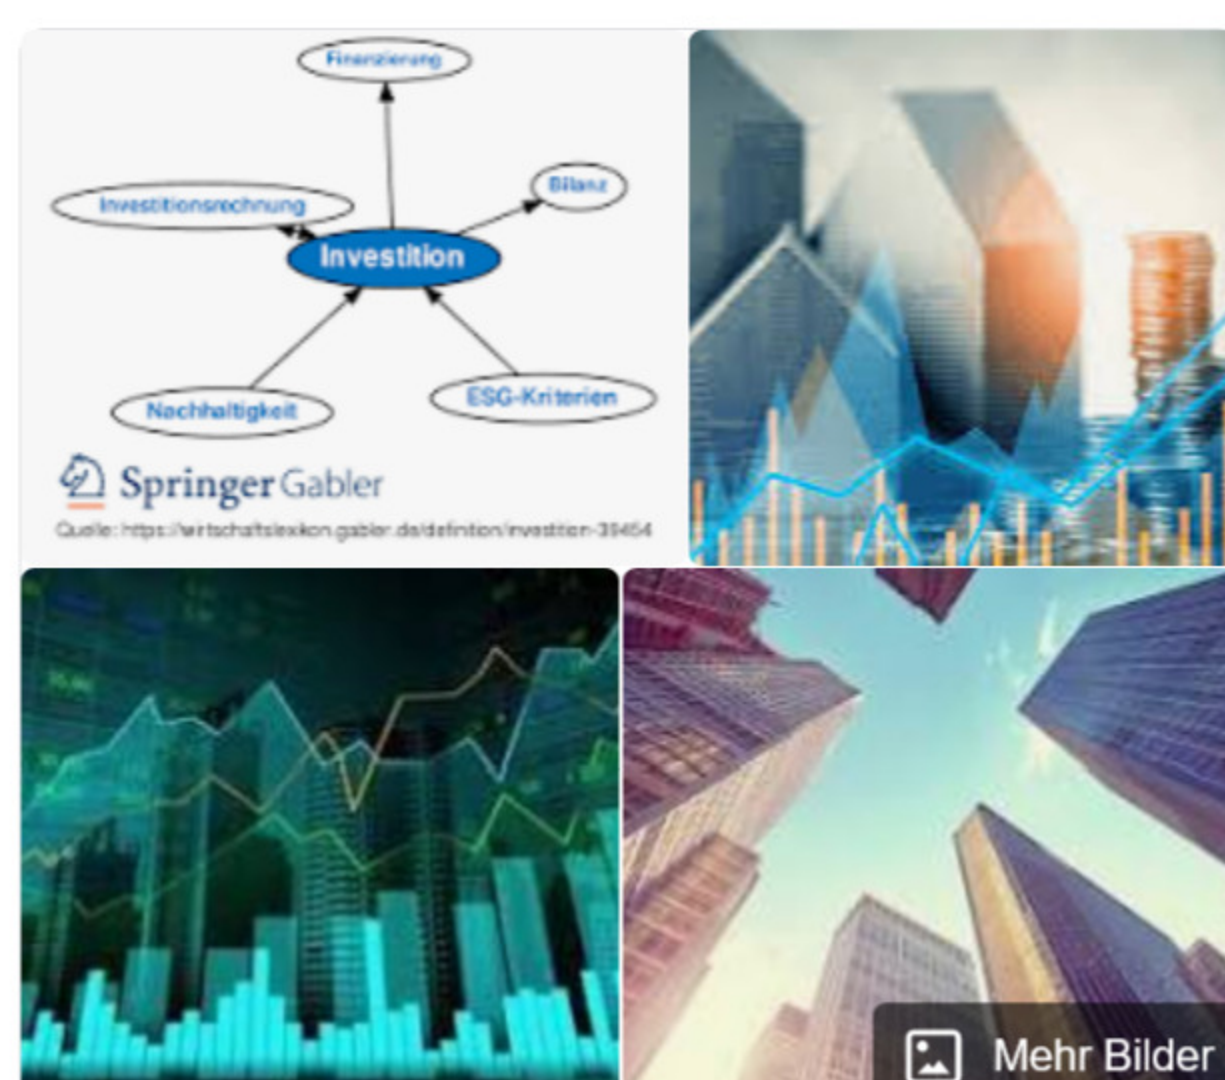 Finanzierung
Bilanz
Investitionsrechnung
Investition
ESG-Kriterien
Nachhaltigkeit
Springer Gabler
Quelle: https://wirtschaftslexikon.gabler.de/definition/investition-39454
Mehr Bilder